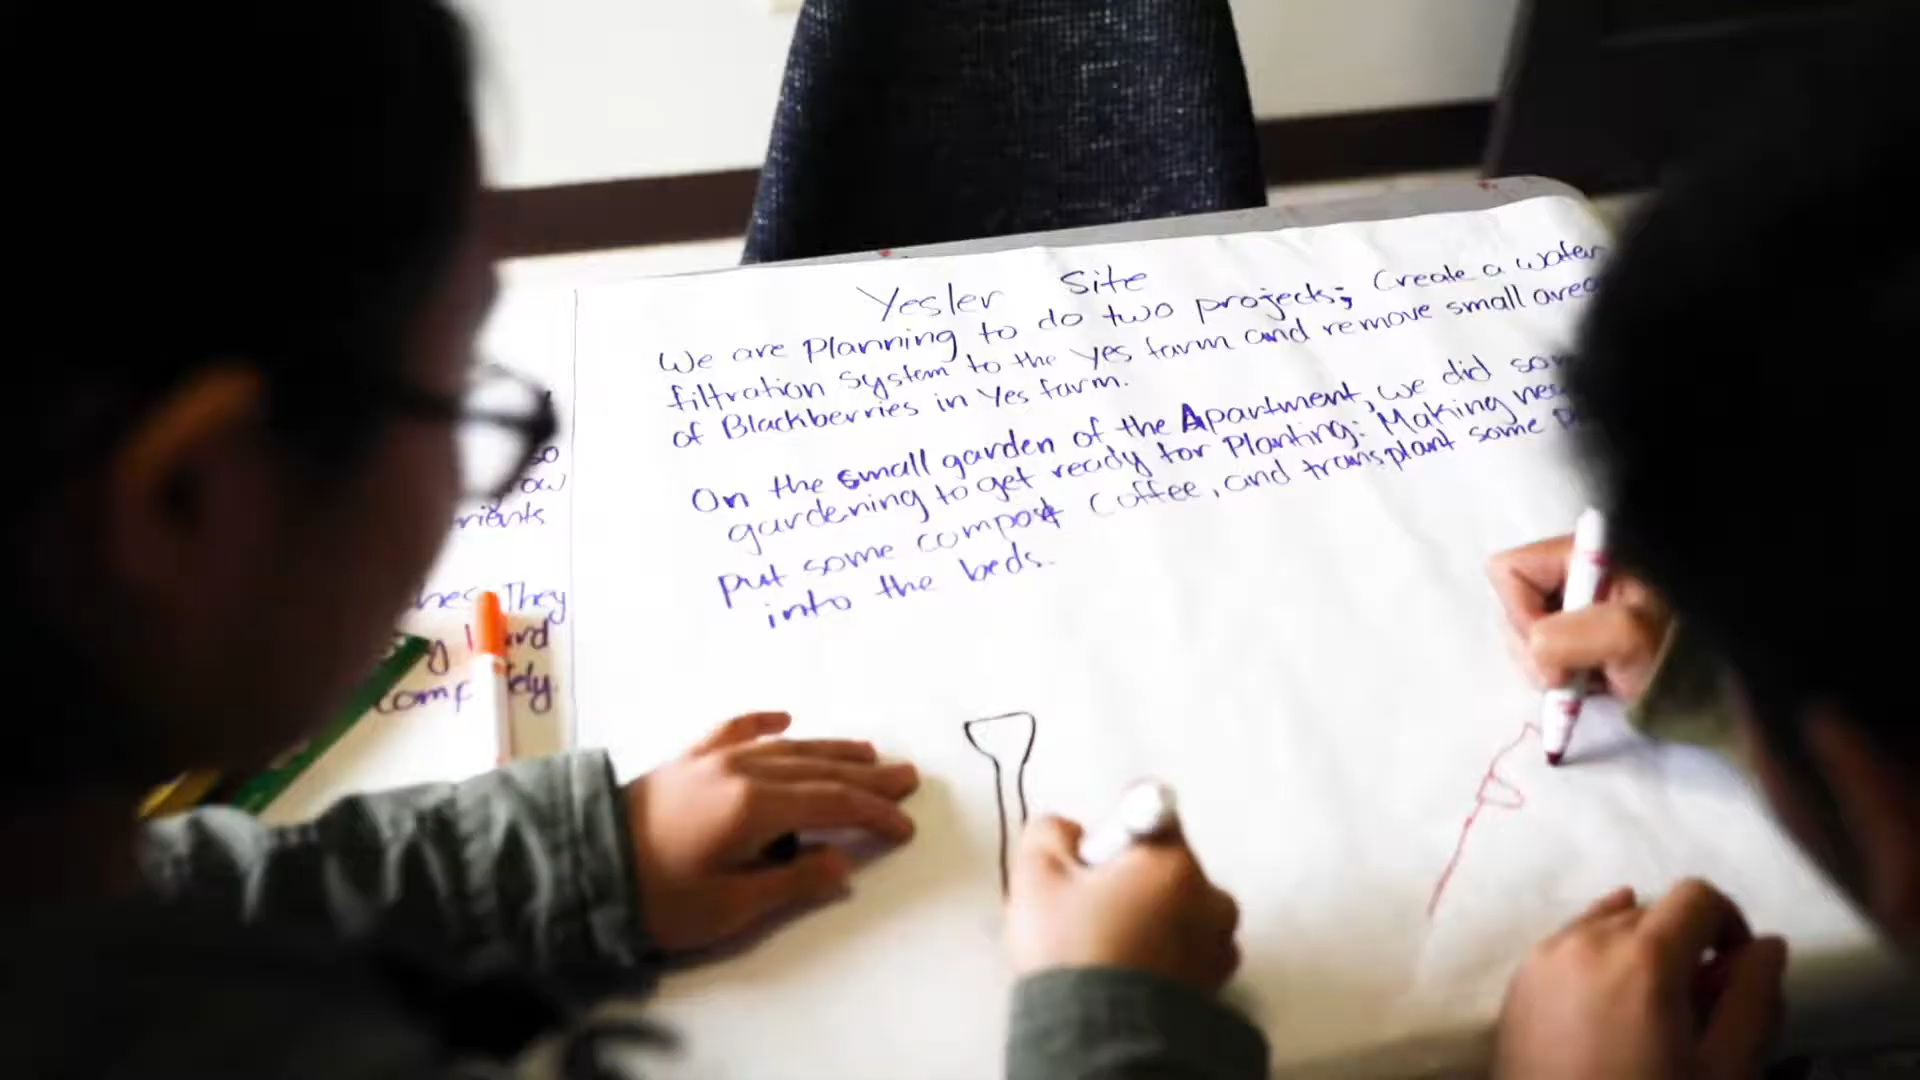 Yesler Site
We are Planning to do two projects; Create a water
filtration System to the Yes farm and remove small area
of Blackberries in Yes farm.
On the small garden of the Apartment, we did
gardening to get ready for Planting: Making
put some compost Coffee, and transplant some
into the beds.
They